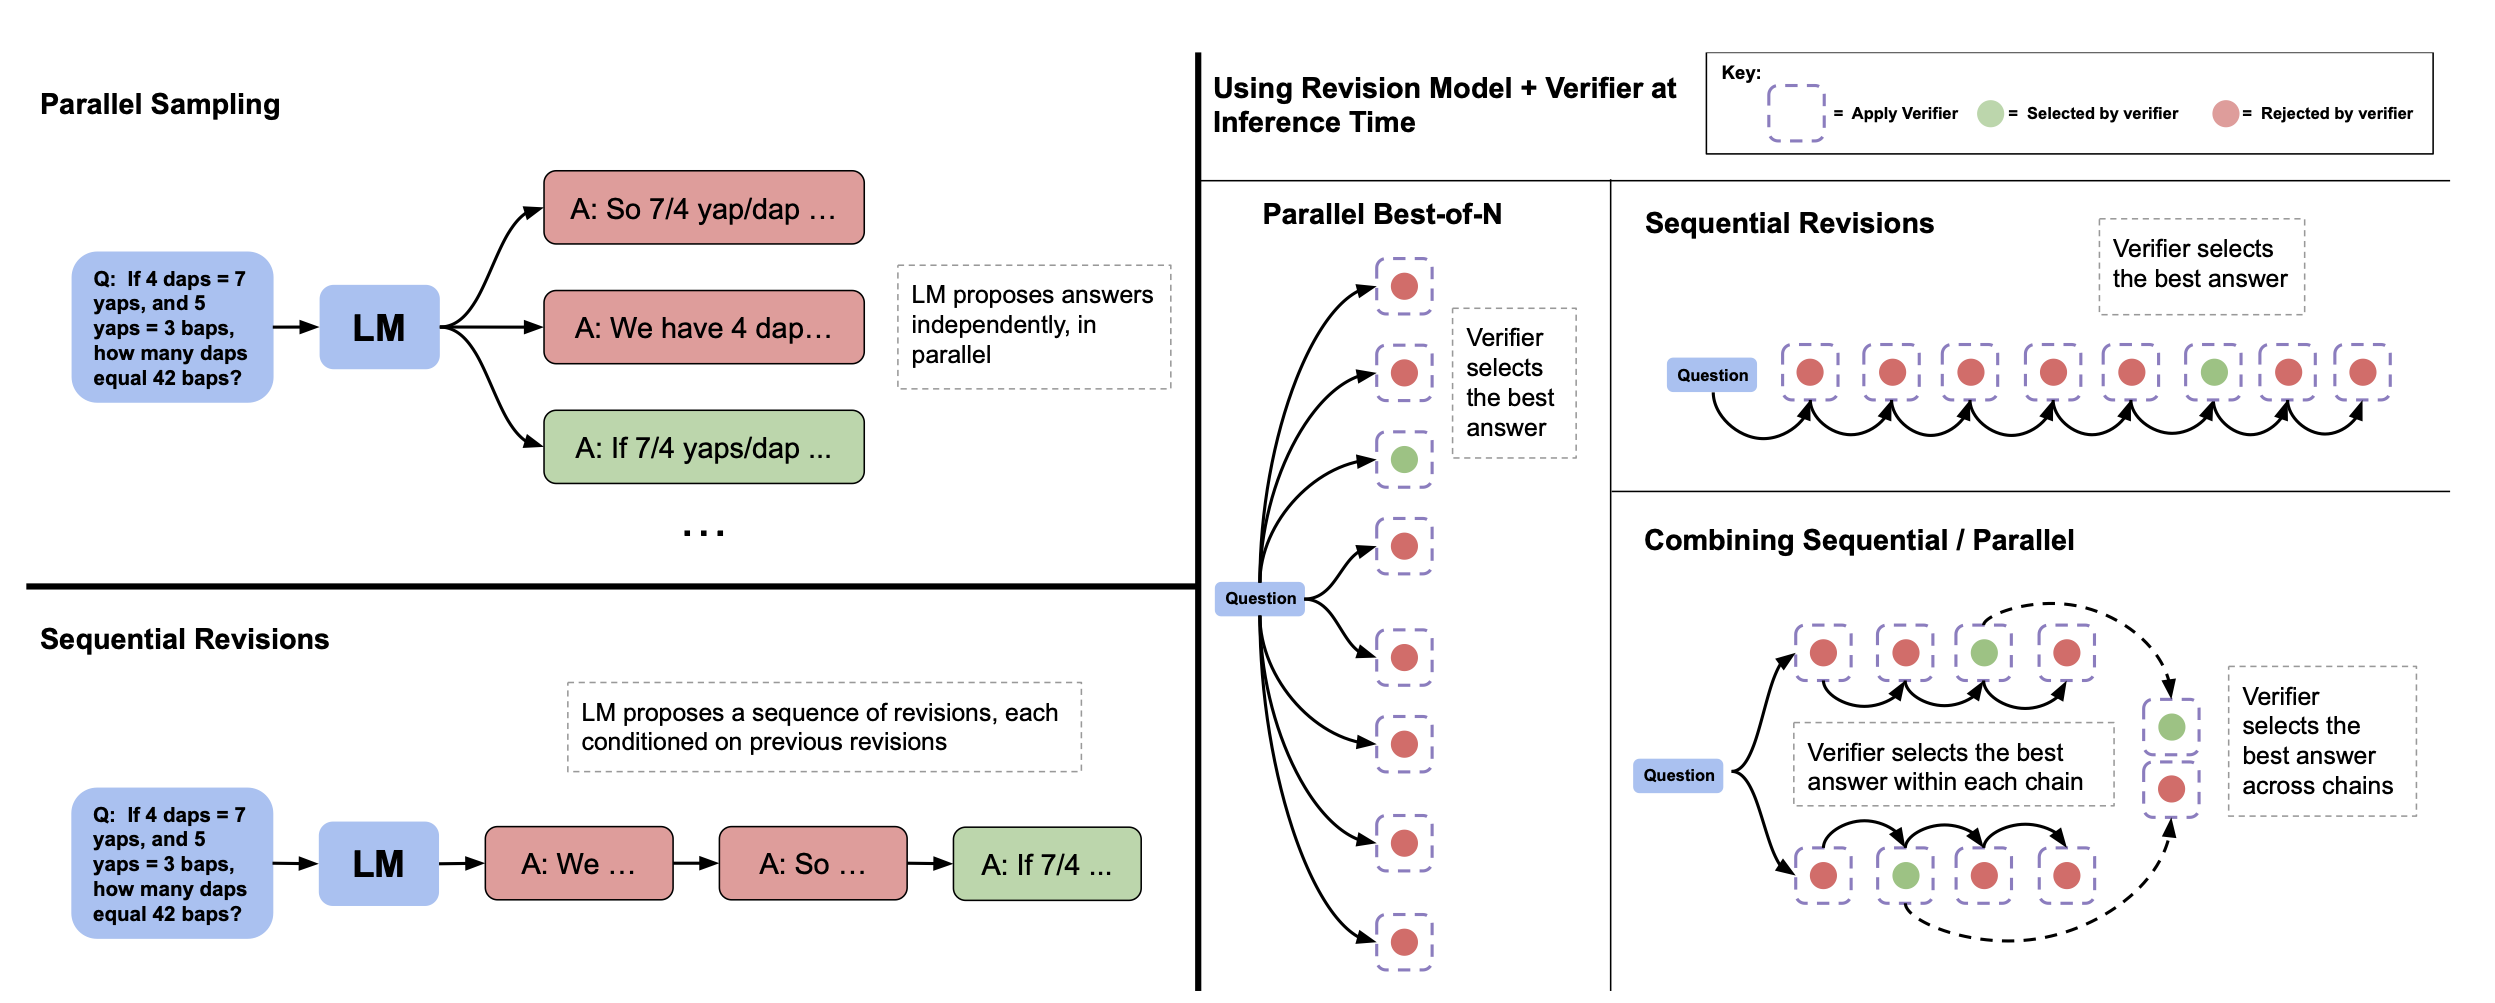 Parallel Sampling
Q: If 4 daps = 7
yaps, and 5
yaps = 3 baps,
how many daps
equal 42 baps?
LM
A: So 7/4 yap/dap ...
A: We have 4 dap...
A: If 7/4 yaps/dap ...
...
LM proposes answers
independently, in
parallel
Sequential Revisions
LM proposes a sequence of revisions, each
conditioned on previous revisions
Q: If 4 daps = 7
yaps, and 5
yaps = 3 baps,
how many daps
equal 42 baps?
LM
A: We ...
A: So ...
A: If 7/4 ...
Using Revision Model + Verifier at
Inference Time
Key:
= Apply Verifier
= Selected by verifier
= Rejected by verifier
Parallel Best-of-N
Verifier
selects
the best
answer
Question
Sequential Revisions
Verifier selects
the best answer
Question
Combining Sequential / Parallel
Question
Verifier selects the best
answer within each chain
Verifier
selects the
best answer
across chains